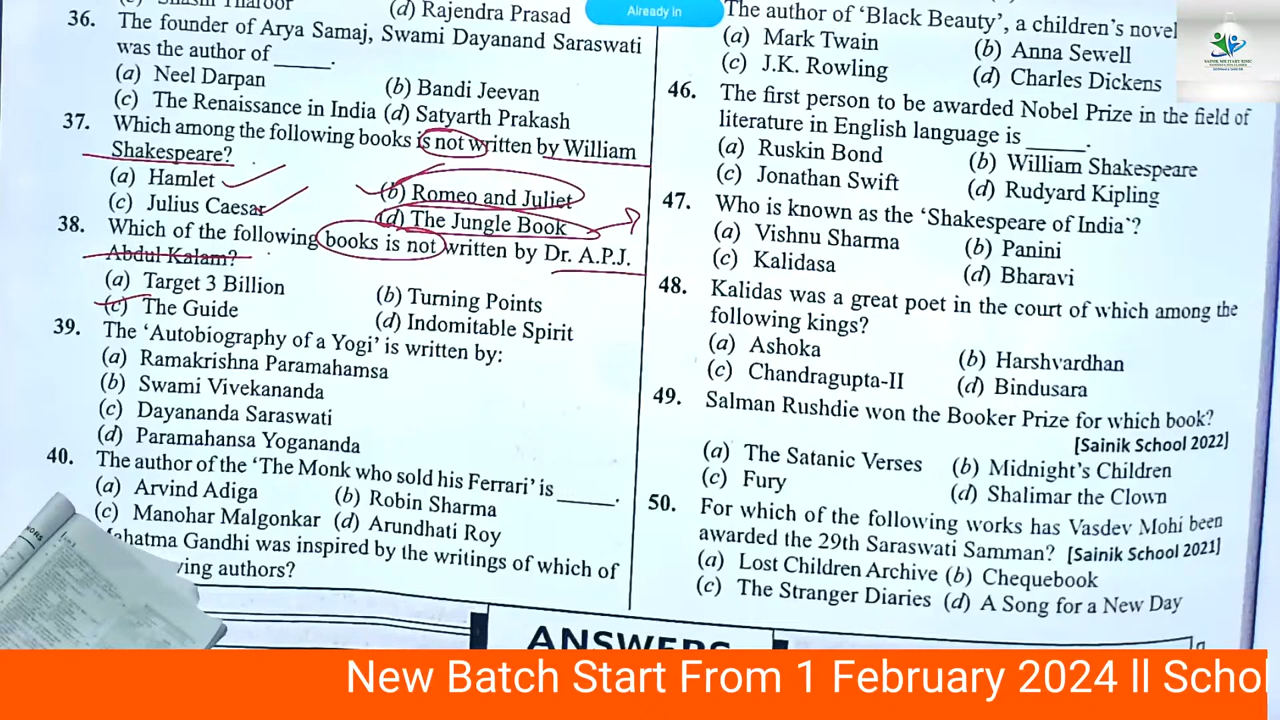 (d) Rajendra Prasad
36. The founder of Arya Samaj, Swami Dayanand Saraswati
was the author of _____.
(a) Neel Darpan (b) Bandi Jeevan
(c) The Renaissance in India (d) Satyarth Prakash
37. Which among the following books is not written by William
Shakespeare?
(a) Hamlet (b) Romeo and Juliet
(c) Julius Caesar (d) The Jungle Book
38. Which of the following books is not written by Dr. A.P.J.
Abdul Kalam?
(a) Target 3 Billion (b) Turning Points
(c) The Guide (d) Indomitable Spirit
39. The ‘Autobiography of a Yogi’ is written by:
(a) Ramakrishna Paramahamsa
(b) Swami Vivekananda
(c) Dayananda Saraswati
(d) Paramahansa Yogananda
40. The author of the ‘The Monk who sold his Ferrari’ is _____.
(a) Arvind Adiga (b) Robin Sharma
(c) Manohar Malgonkar (d) Arundhati Roy
Gandhi was inspired by the writings of which of
authors?
Already in
The author of ‘Black Beauty’, a children’s novel
(a) Mark Twain (b) Anna Sewell
(c) J.K. Rowling (d) Charles Dickens
46. The first person to be awarded Nobel Prize in the field of
literature in English language is _____.
(a) Ruskin Bond (b) William Shakespeare
(c) Jonathan Swift (d) Rudyard Kipling
47. Who is known as the ‘Shakespeare of India’?
(a) Vishnu Sharma (b) Panini
(c) Kalidasa (d) Bharavi
48. Kalidas was a great poet in the court of which among the
following kings?
(a) Ashoka (b) Harshvardhan
(c) Chandragupta-II (d) Bindusara
49. Salman Rushdie won the Booker Prize for which book?
[Sainik School 2022]
(a) The Satanic Verses (b) Midnight’s Children
(c) Fury (d) Shalimar the Clown
50. For which of the following works has Vasdev Mohi been
awarded the 29th Saraswati Samman? [Sainik School 2021]
(a) Lost Children Archive (b) Chequebook
(c) The Stranger Diaries (d) A Song for a New Day
ANSWERS
New Batch Start From 1 February 2024 ll Schol